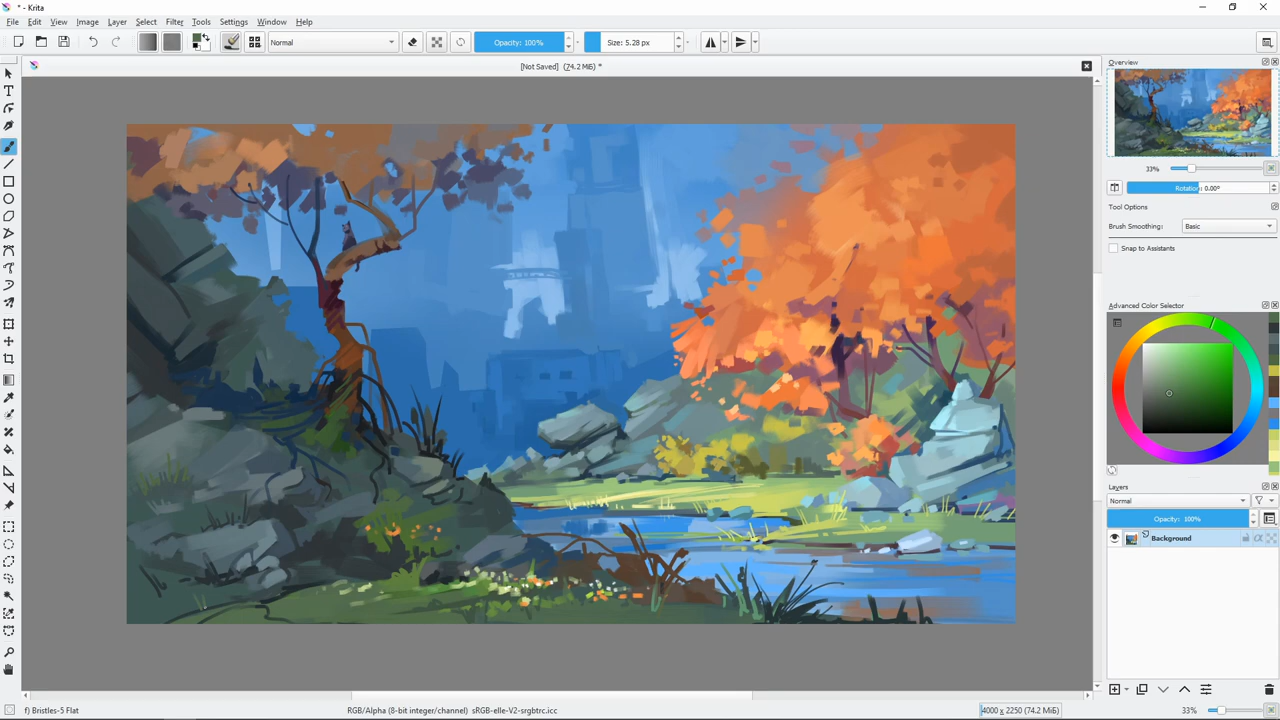 * - Krita
File Edit View Image Layer Select Filter Tools Settings Window Help
Normal Opacity: 100% Size: 5.28 px
[Not Saved] (74.2 MiB) *
Overview
33%
Rotation: 0.00°
Tool Options
Brush Smoothing: Basic
Snap to Assistants
Advanced Color Selector
Layers
Normal
Opacity: 100%
Background
f) Bristles-5 Flat RGB/Alpha (8-bit integer/channel) sRGB-elle-V2-srgbtrc.icc 4000 x 2250 (74.2 MiB) 33%